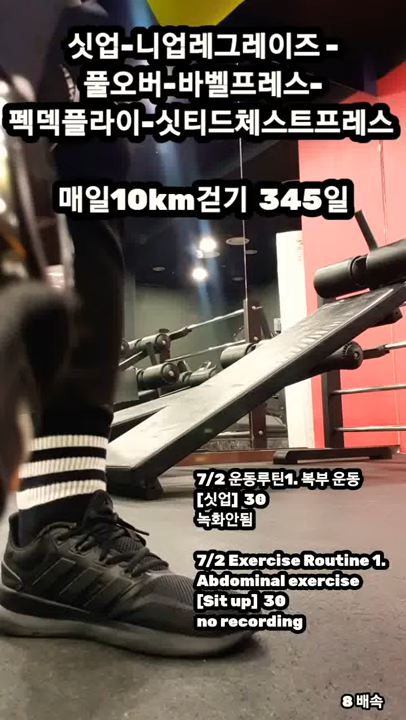 싯업-니업레그레이즈-
풀오버-바벨프레스-
펙덱플라이-싯티드체스트프레스
매일10km걷기 345일
7/2 운동루틴1. 복부 운동
[싯업] 30
녹화안됨
7/2 Exercise Routine 1.
Abdominal exercise
[Sit up] 30
no recording
8 배속